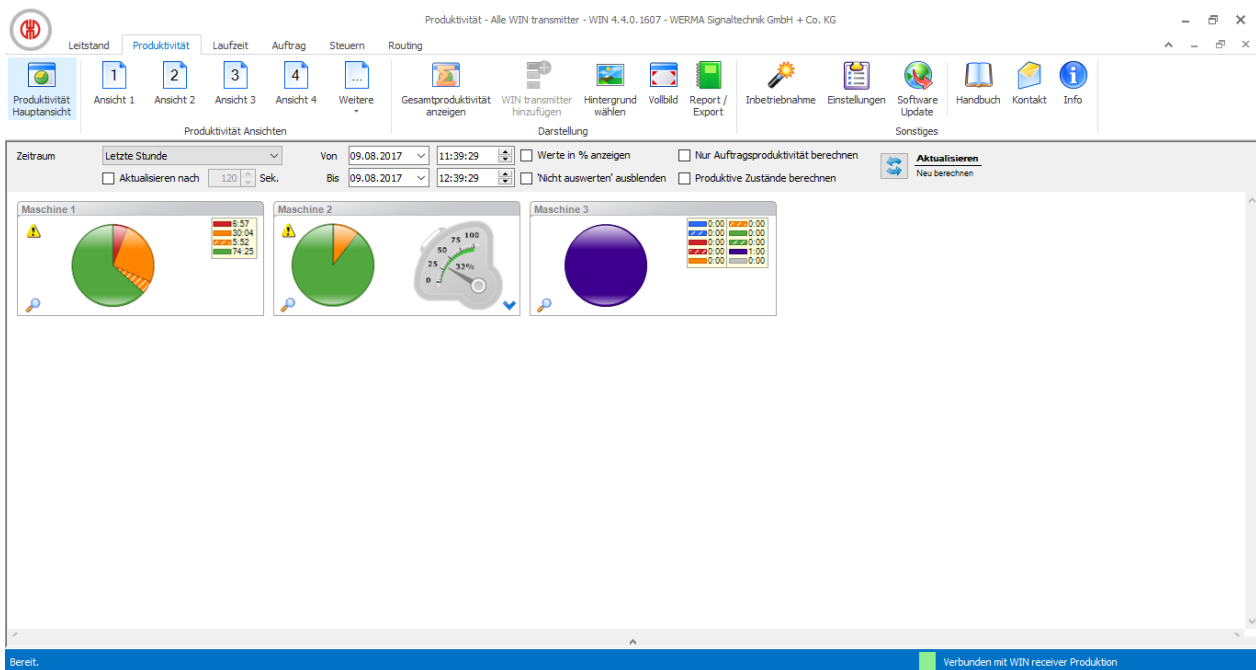 Produktivität - Alle WIN transmitter - WIN 4.4.0.1607 - WERMA Signaltechnik GmbH + Co. KG
Leitstand Produktivität Laufzeit Auftrag Steuern Routing
1 2 3 4 ...
Produktivität Hauptansicht
Ansicht 1
Ansicht 2
Ansicht 3
Ansicht 4
Weitere
Gesamtproduktivität anzeigen
WIN transmitter hinzufügen
Hintergrund wählen
Vollbild
Report / Export
Inbetriebnahme
Einstellungen
Software Update
Handbuch
Kontakt
Info
Produktivität Ansichten
Darstellung
Sonstiges
Zeitraum Letzte Stunde Von 09.08.2017 11:39:29 Werte in % anzeigen Nur Auftragsproduktivität berechnen Aktualisieren
Neu berechnen
Aktualisieren nach 120 Sek. Bis 09.08.2017 12:39:29 'Nicht auswerten' ausblenden Produktive Zustände berechnen
Maschine 1
6:57
30:04
5:52
74:25
Maschine 2
0 25 50 75 100
32%
Maschine 3
0:00 0:00
0:00 0:00
0:00 0:00
0:00 1:00
0:00 0:00
Bereit. Verbunden mit WIN receiver Produktion